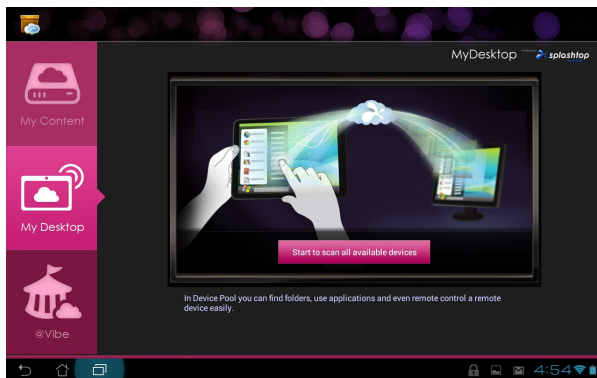 MyDesktop splashtop
My Content
My Desktop
@Vibe
Start to scan all available devices
In Device Pool you can find folders, use applications and even remote control a remote
device easily.
4:54